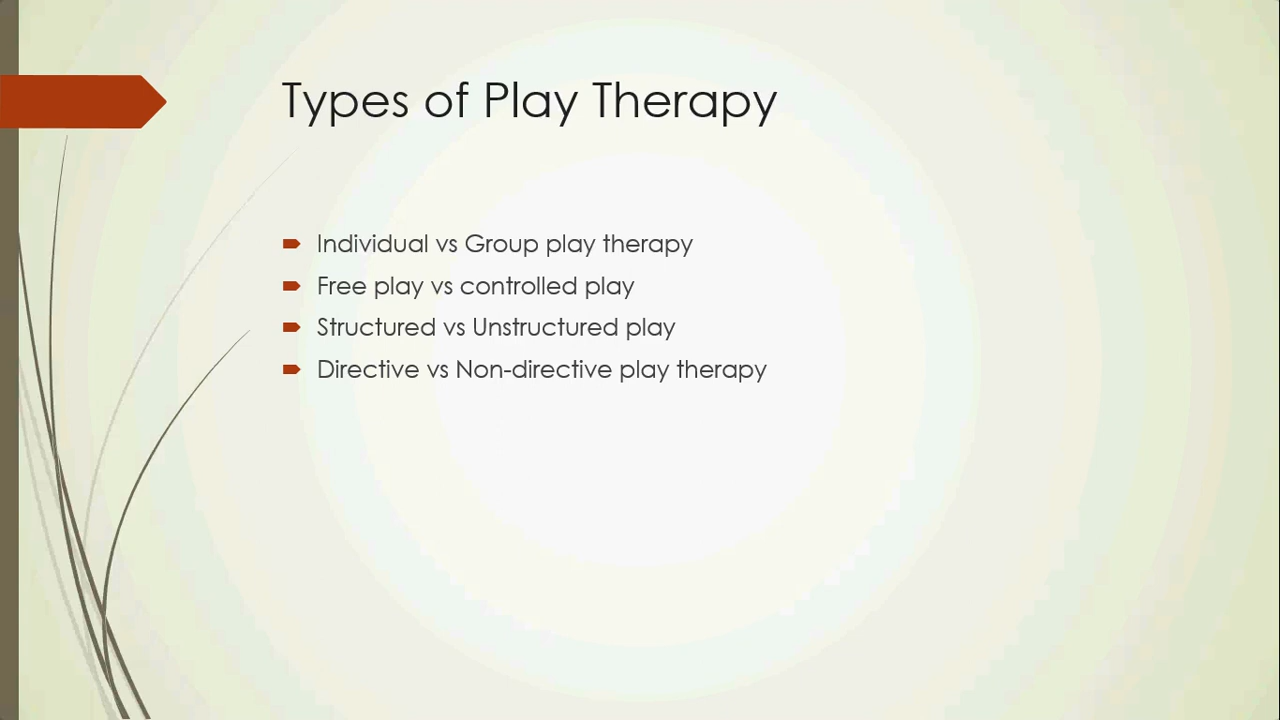 Types of Play Therapy
Individual vs Group play therapy
Free play vs controlled play
Structured vs Unstructured play
Directive vs Non-directive play therapy